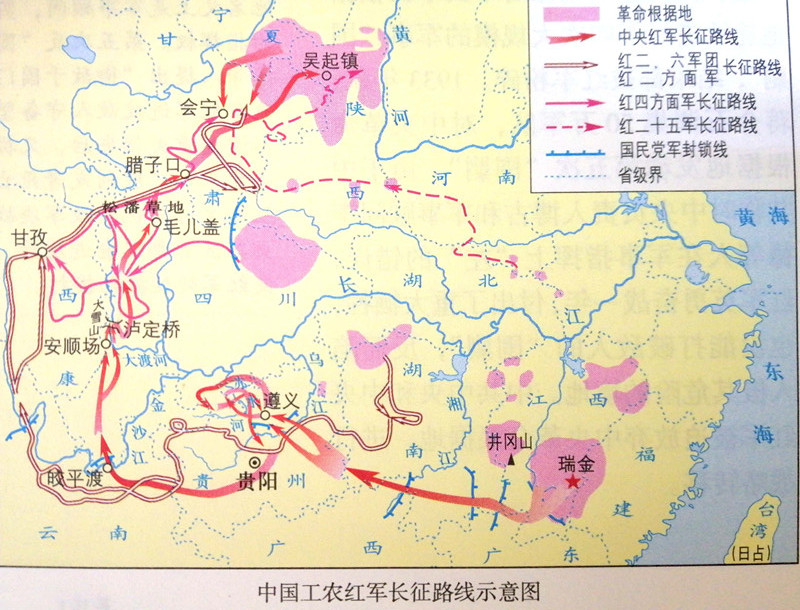 革命根据地
中央红军长征路线
红二、六军团
红二方面军
长征路线
红四方面军长征路线
红二十五军长征路线
国民党军封锁线
省级界
甘
宁
夏
吴起镇
黄
河
陕
会宁
腊子口
肃
西
河南
黄海
松潘草地
毛儿盖
甘孜
西
康
四川
长
江
湖北
大雪山
泸定桥
安顺场
大渡河
金沙江
乌江
湖
南
湘
江
江
西
东海
赤水河
遵义
井冈山
瑞金
福
建
皎平渡
贵阳
贵州
云南
广西
广东
台湾
(日占)
中国工农红军长征路线示意图